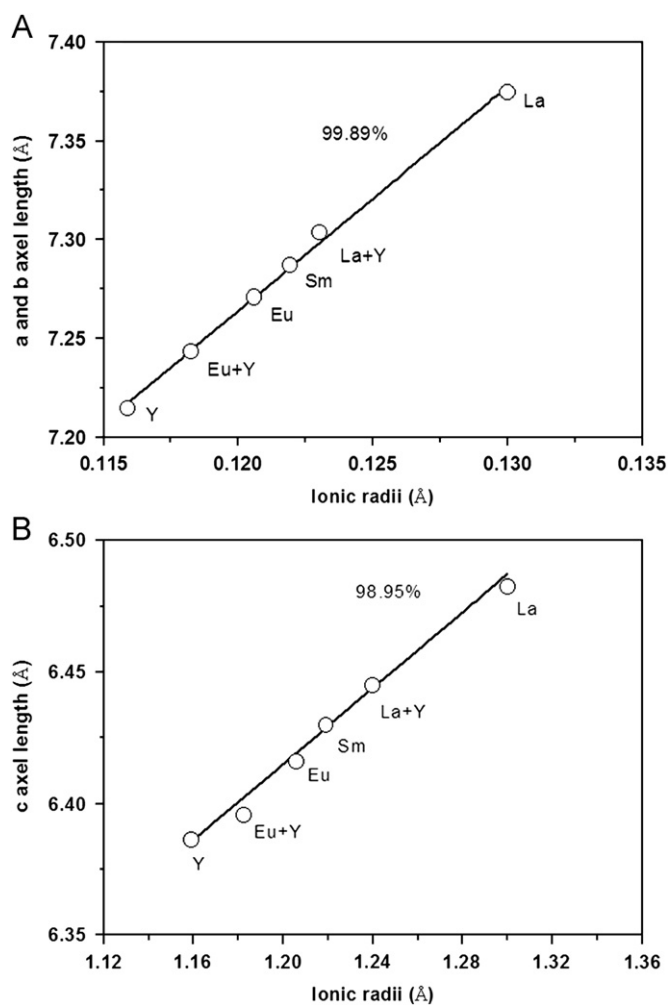 A
7.40
7.35
7.30
7.25
7.20
a and b axel length (Å)
99.89%
La
La+Y
Sm
Eu
Eu+Y
Y
0.115 0.120 0.125 0.130 0.135
Ionic radii (Å)
B
6.50
6.45
6.40
6.35
c axel length (Å)
98.95%
La
La+Y
Sm
Eu
Eu+Y
Y
1.12 1.16 1.20 1.24 1.28 1.32 1.36
Ionic radii (Å)